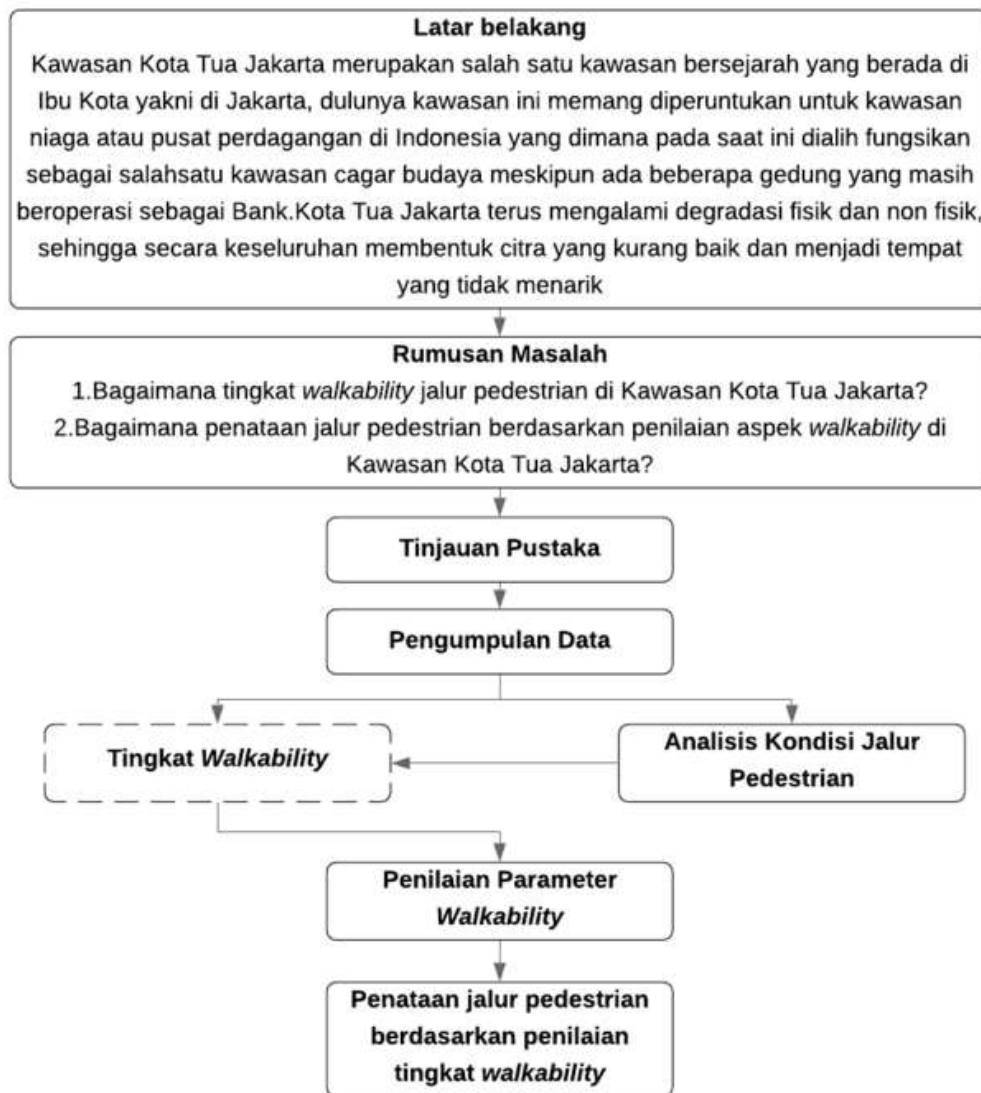 Latar belakang
Kawasan Kota Tua Jakarta merupakan salah satu kawasan bersejarah yang berada di
Ibu Kota yakni di Jakarta, dulunya kawasan ini memang diperuntukan untuk kawasan
niaga atau pusat perdagangan di Indonesia yang dimana pada saat ini dialih fungsikan
sebagai salahsatu kawasan cagar budaya meskipun ada beberapa gedung yang masih
beroperasi sebagai Bank.Kota Tua Jakarta terus mengalami degradasi fisik dan non fisik,
sehingga secara keseluruhan membentuk citra yang kurang baik dan menjadi tempat
yang tidak menarik
Rumusan Masalah
1.Bagaimana tingkat walkability jalur pedestrian di Kawasan Kota Tua Jakarta?
2.Bagaimana penataan jalur pedestrian berdasarkan penilaian aspek walkability di
Kawasan Kota Tua Jakarta?
Tinjauan Pustaka
Pengumpulan Data
Tingkat Walkability
Analisis Kondisi Jalur
Pedestrian
Penilaian Parameter
Walkability
Penataan jalur pedestrian
berdasarkan penilaian
tingkat walkability